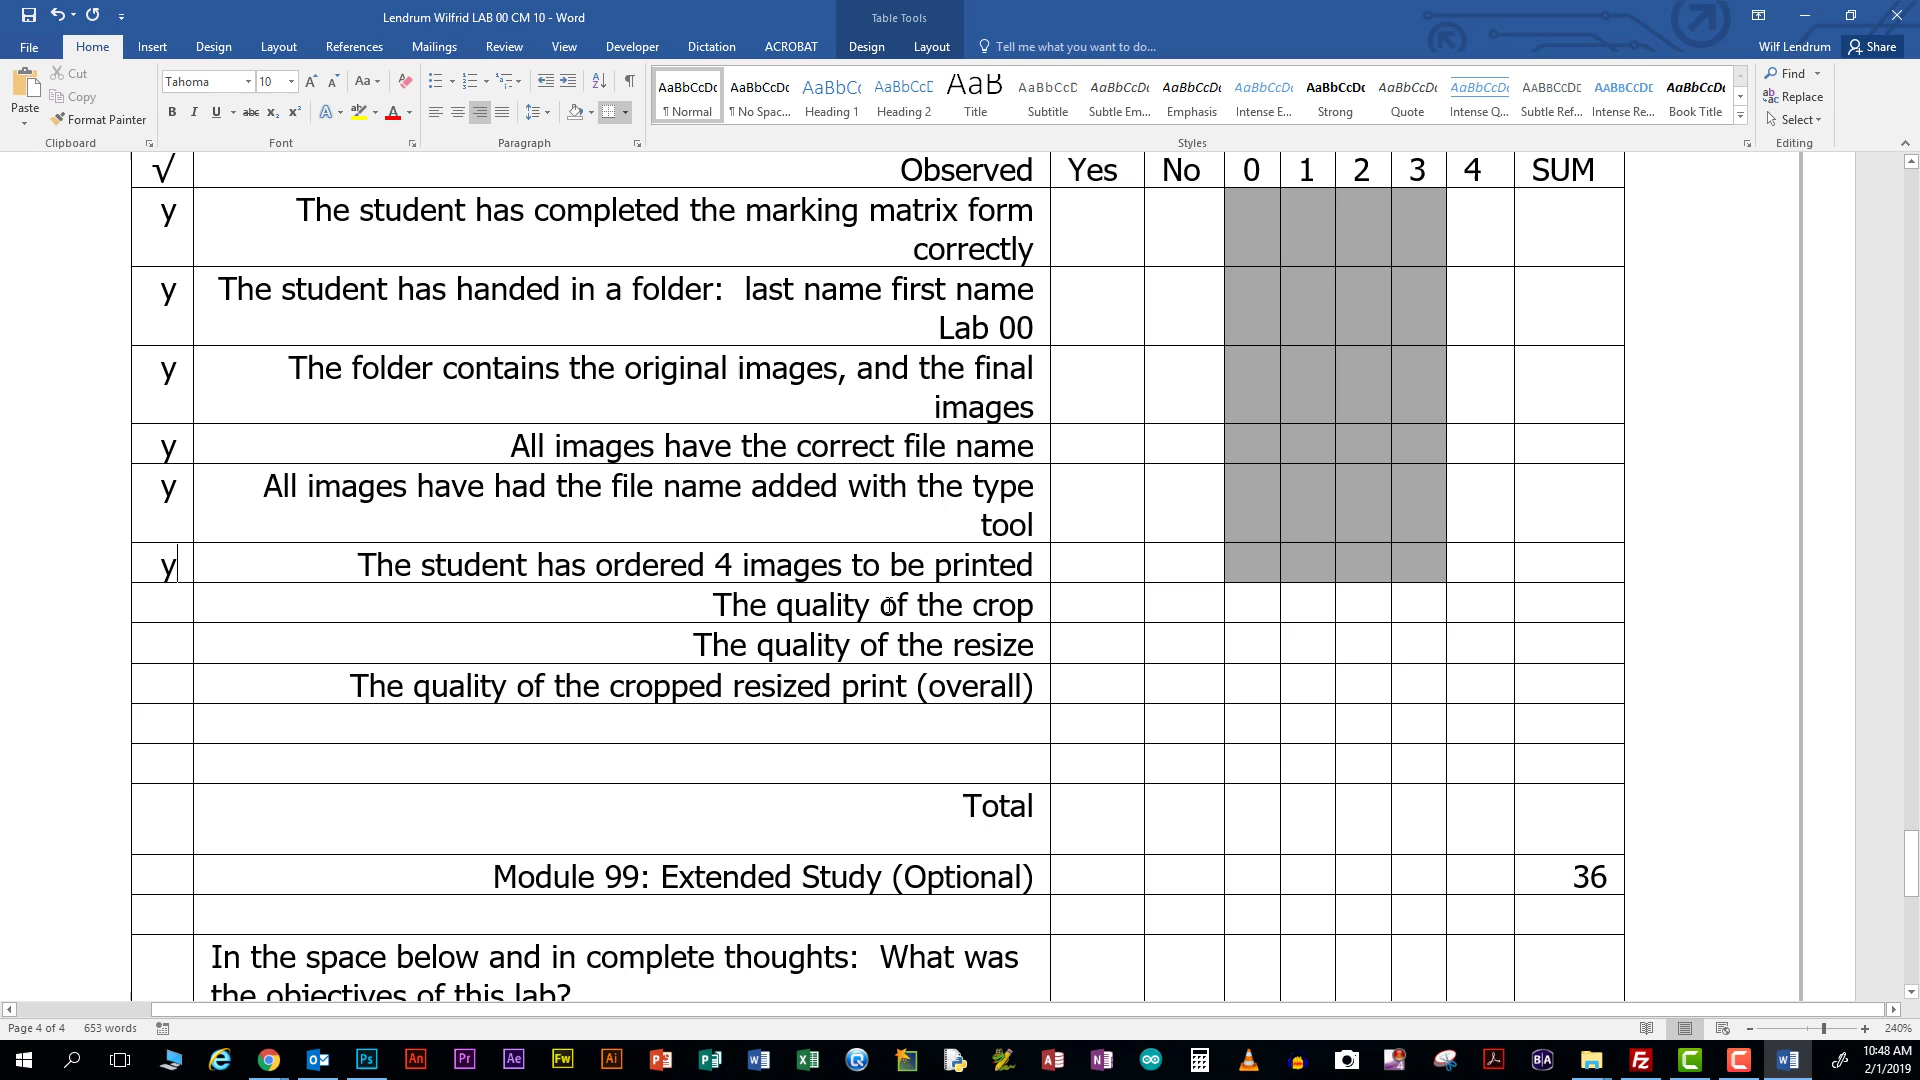 Lendrum Wilfrid LAB 00 CM 10 - Word
Table Tools
File Home Insert Design Layout References Mailings Review View Developer Dictation ACROBAT Design Layout Tell me what you want to do... Wilf Lendrum Share
Paste
Cut
Copy
Format Painter
Clipboard
Tahoma 10
Font
Paragraph
AaBbCcDc AaBbCcDc AaBbCc AaBbCcD AaB AaBbCcD AaBbCcDc AaBbCcDc AaBbCcDc AaBbCcDc AaBbCcDc AaBbCcDc AaBbCcDc AaBbCcDc AaBbCcDc
¶ Normal ¶ No Spac... Heading 1 Heading 2 Title Subtitle Subtle Em... Emphasis Intense E... Strong Quote Intense Q... Subtle Ref... Intense Re... Book Title
Styles
Find
Replace
Select
Editing
√ Observed Yes No 0 1 2 3 4 SUM
y The student has completed the marking matrix form
correctly
y The student has handed in a folder:  last name first name
Lab 00
y The folder contains the original images, and the final
images
y All images have the correct file name
y All images have had the file name added with the type
tool
y The student has ordered 4 images to be printed
The quality of the crop
The quality of the resize
The quality of the cropped resized print (overall)
Total
Module 99: Extended Study (Optional) 36
In the space below and in complete thoughts:  What was
the objectives of this lab?
Page 4 of 4 653 words 240%
10:48 AM
2/1/2019